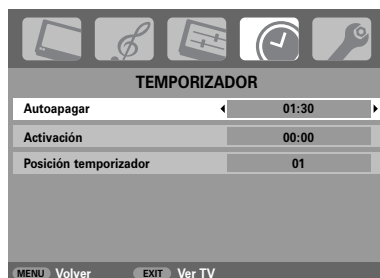 TEMPORIZADOR
Autoapagar 01:30
Activación 00:00
Posición temporizador 01
MENU Volver EXIT Ver TV